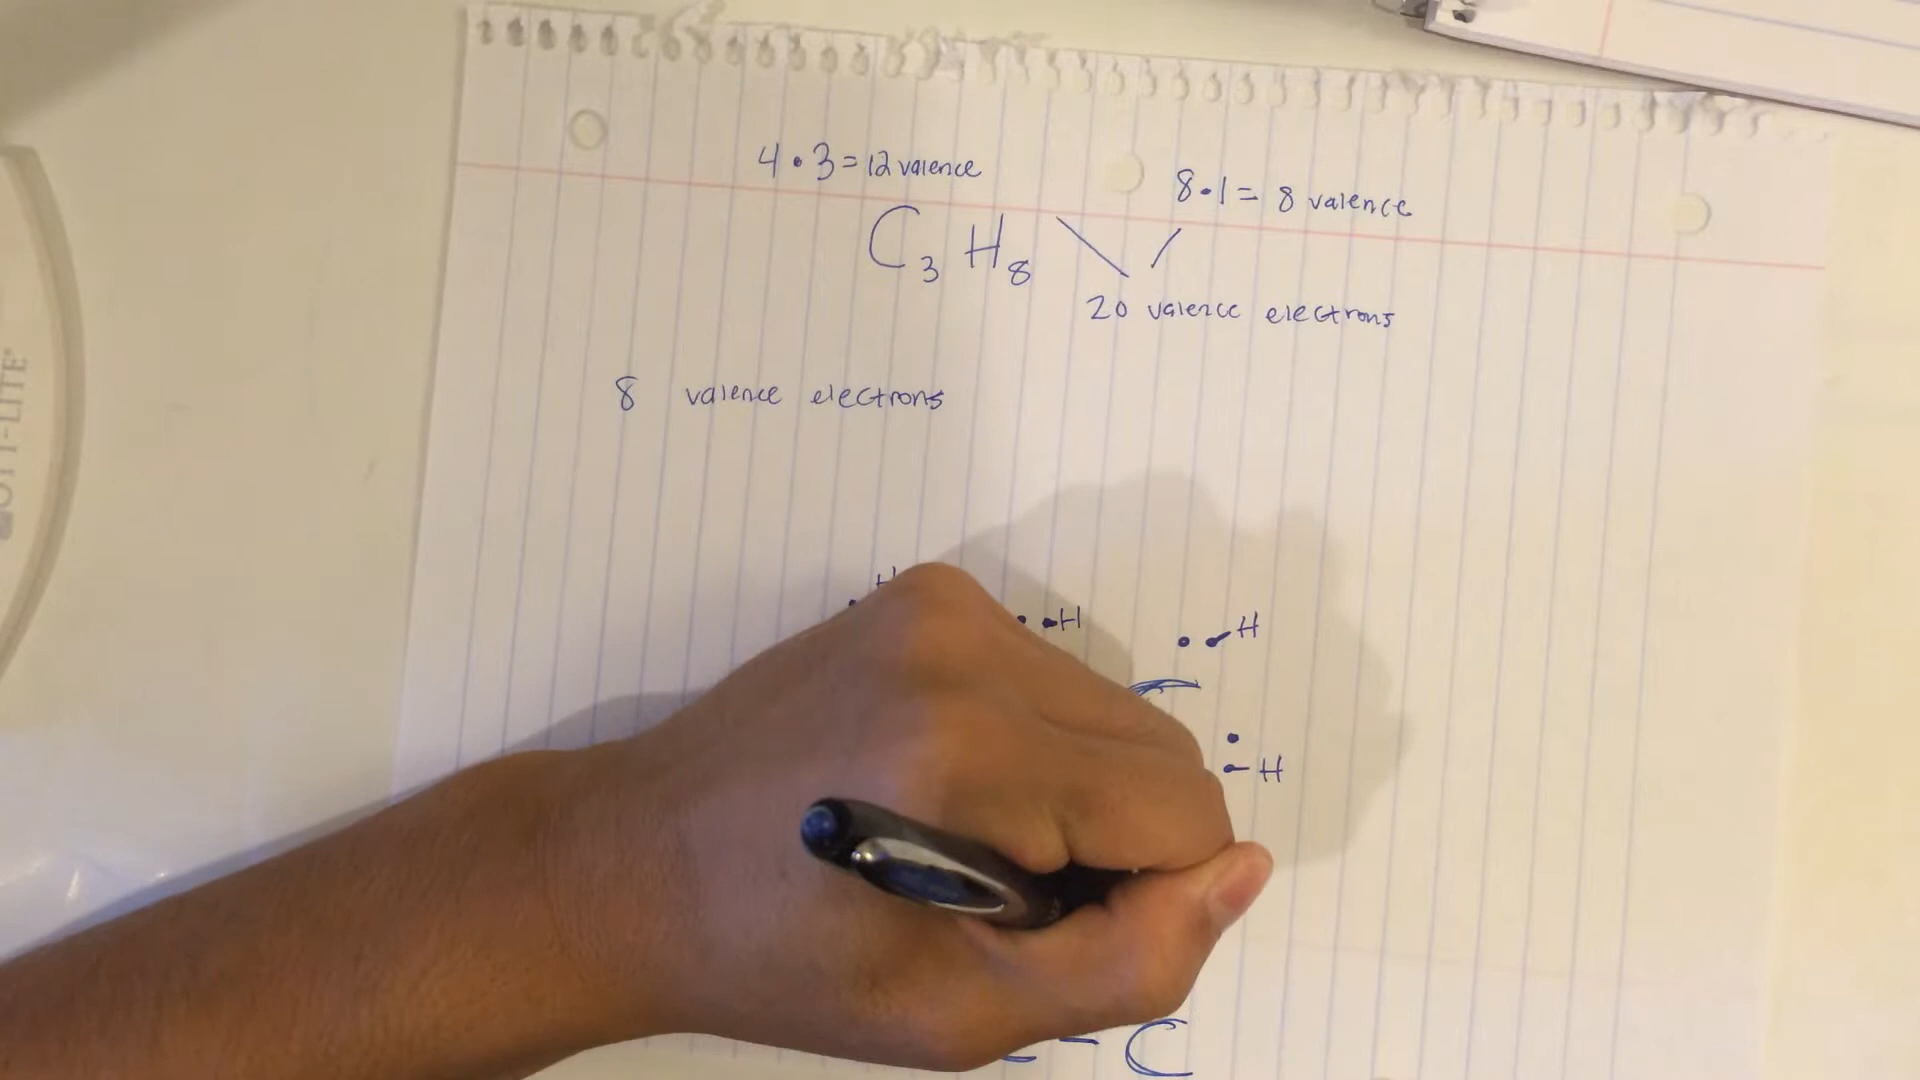 4 • 3 = 12 valence
8 • 1 = 8 valence
C3 H8
20 valence electrons
8 valence electrons
H
H
H
H
- C